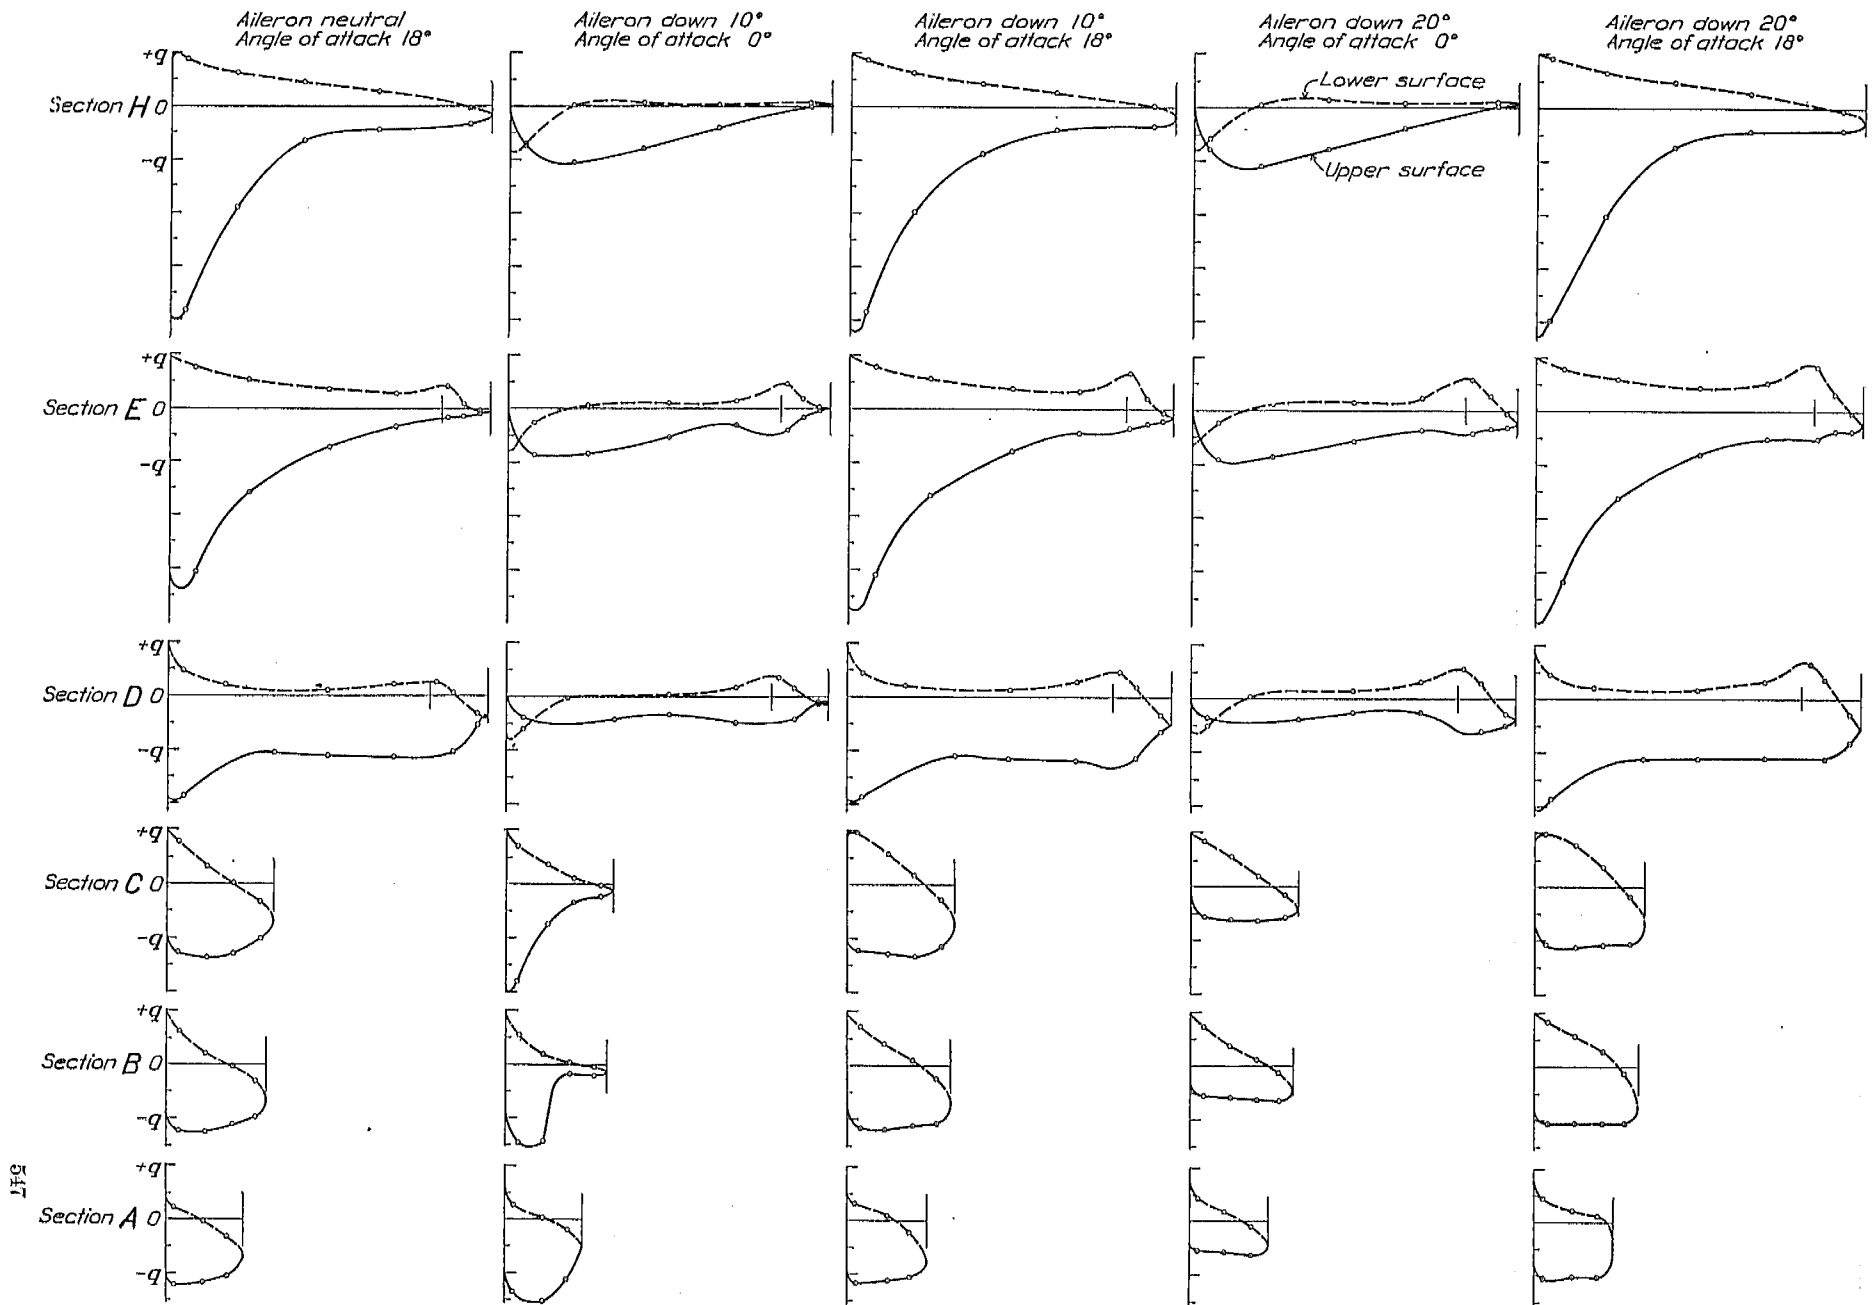 Aileron neutral
Angle of attack 18°
Aileron down 10°
Angle of attack 0°
Aileron down 10°
Angle of attack 18°
Aileron down 20°
Angle of attack 0°
Aileron down 20°
Angle of attack 18°
+q
Section H 0
-q
Lower surface
Upper surface
+q
Section E 0
-q
+q
Section D 0
-q
+q
Section C 0
-q
+q
Section B 0
-q
+q
Section A 0
-q
547